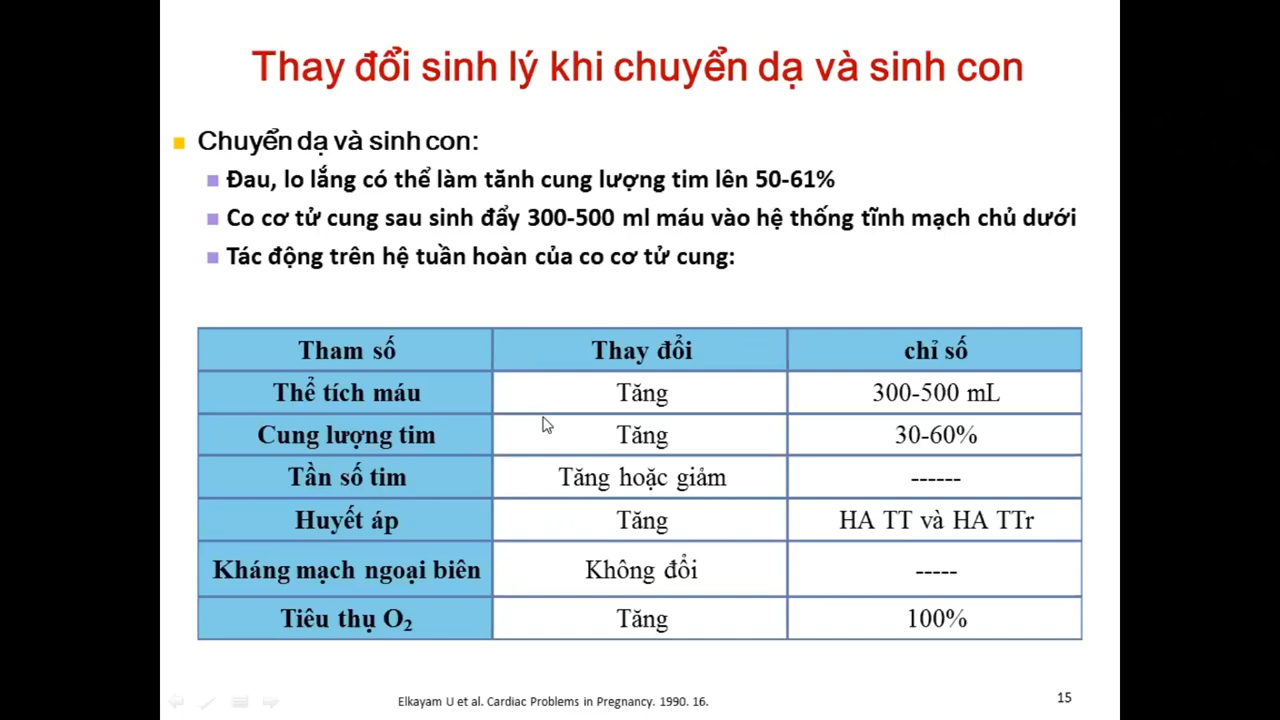 Thay đổi sinh lý khi chuyển dạ và sinh con
Chuyển dạ và sinh con:
Đau, lo lắng có thể làm tănh cung lượng tim lên 50-61%
Co cơ tử cung sau sinh đẩy 300-500 ml máu vào hệ thống tĩnh mạch chủ dưới
Tác động trên hệ tuần hoàn của co cơ tử cung:
Tham số Thay đổi chỉ số
Thể tích máu Tăng 300-500 mL
Cung lượng tim Tăng 30-60%
Tần số tim Tăng hoặc giảm ------
Huyết áp Tăng HA TT và HA TTr
Kháng mạch ngoại biên Không đổi -----
Tiêu thụ O₂ Tăng 100%
Elkayam U et al. Cardiac Problems in Pregnancy. 1990. 16.
15